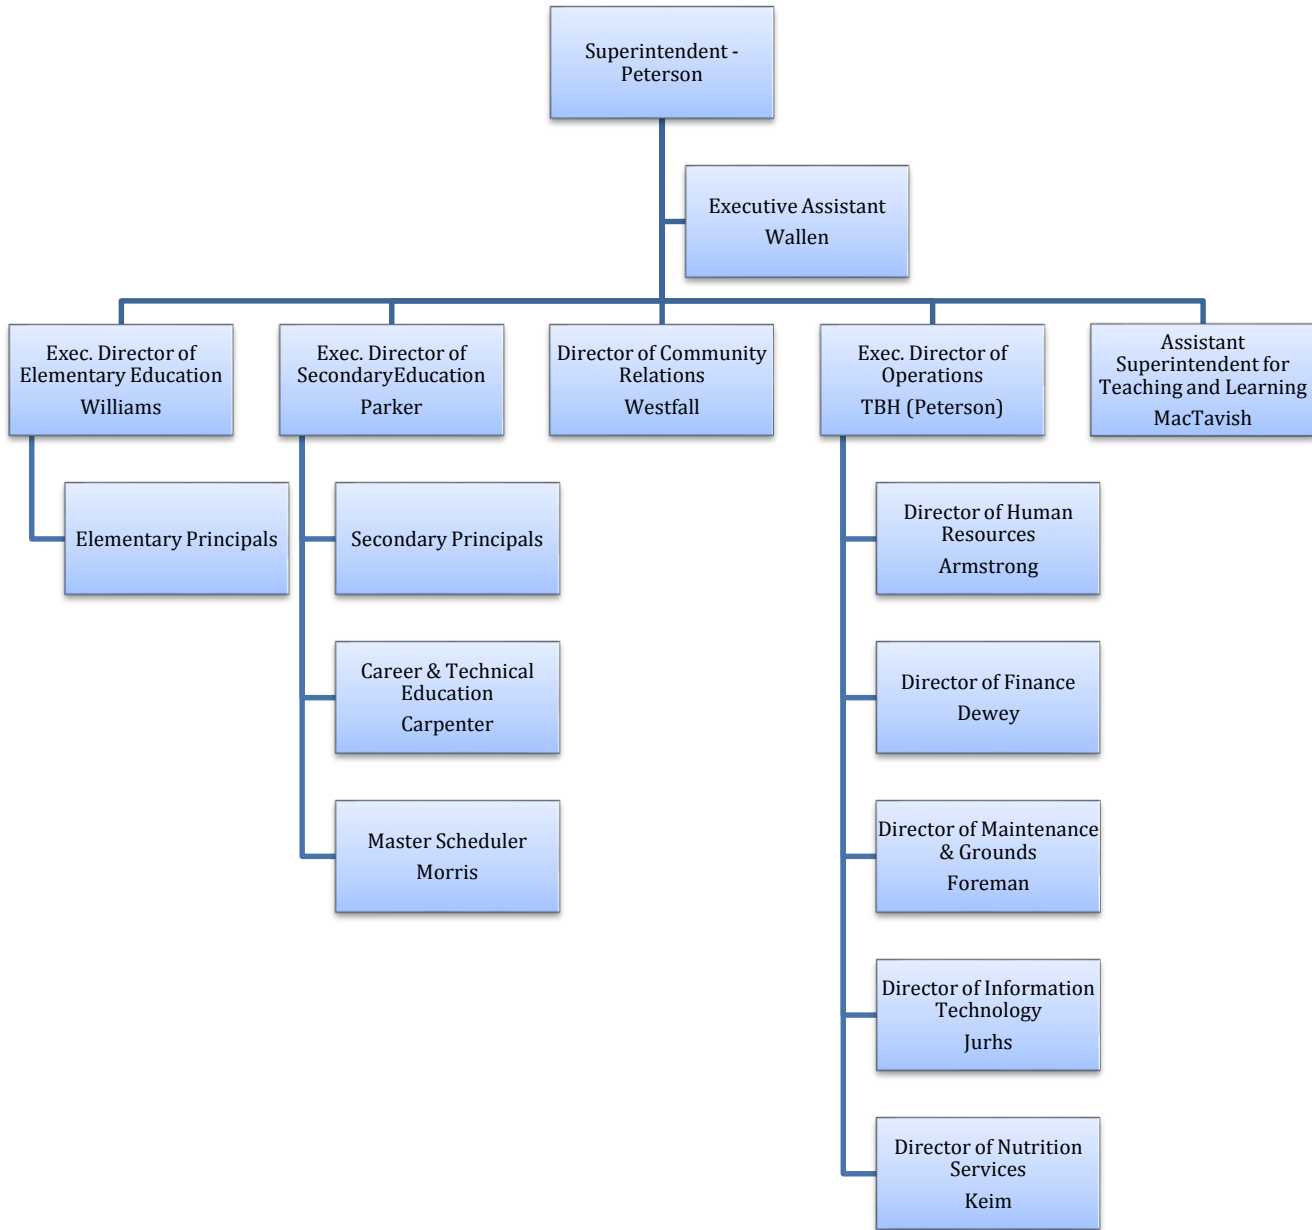 Superintendent -
Peterson
Executive Assistant
Wallen
Exec. Director of
Elementary Education
Williams
Exec. Director of
SecondaryEducation
Parker
Director of Community
Relations
Westfall
Exec. Director of
Operations
TBH (Peterson)
Assistant
Superintendent for
Teaching and Learning
MacTavish
Elementary Principals
Secondary Principals
Career & Technical
Education
Carpenter
Master Scheduler
Morris
Director of Human
Resources
Armstrong
Director of Finance
Dewey
Director of Maintenance
& Grounds
Foreman
Director of Information
Technology
Jurhs
Director of Nutrition
Services
Keim